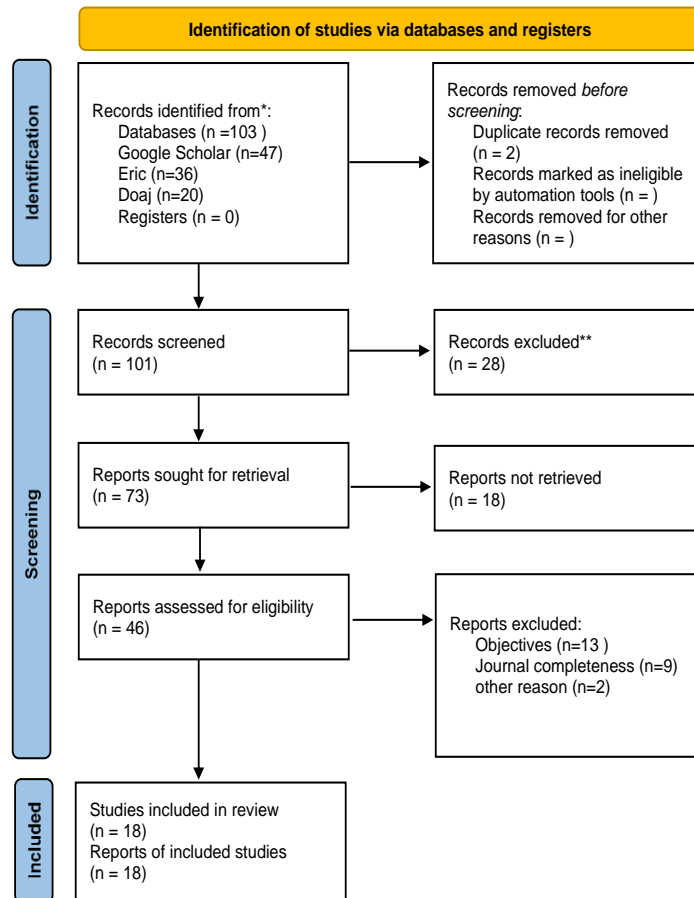 Identification of studies via databases and registers
Identification
Records identified from*:
Databases (n =103 )
Google Scholar (n=47)
Eric (n=36)
Doaj (n=20)
Registers (n = 0)
Records removed before
screening:
Duplicate records removed
(n = 2)
Records marked as ineligible
by automation tools (n = )
Records removed for other
reasons (n = )
Screening
Records screened
(n = 101)
Records excluded**
(n = 28)
Reports sought for retrieval
(n = 73)
Reports not retrieved
(n = 18)
Reports assessed for eligibility
(n = 46)
Reports excluded:
Objectives (n=13 )
Journal completeness (n=9)
other reason (n=2)
Included
Studies included in review
(n = 18)
Reports of included studies
(n = 18)